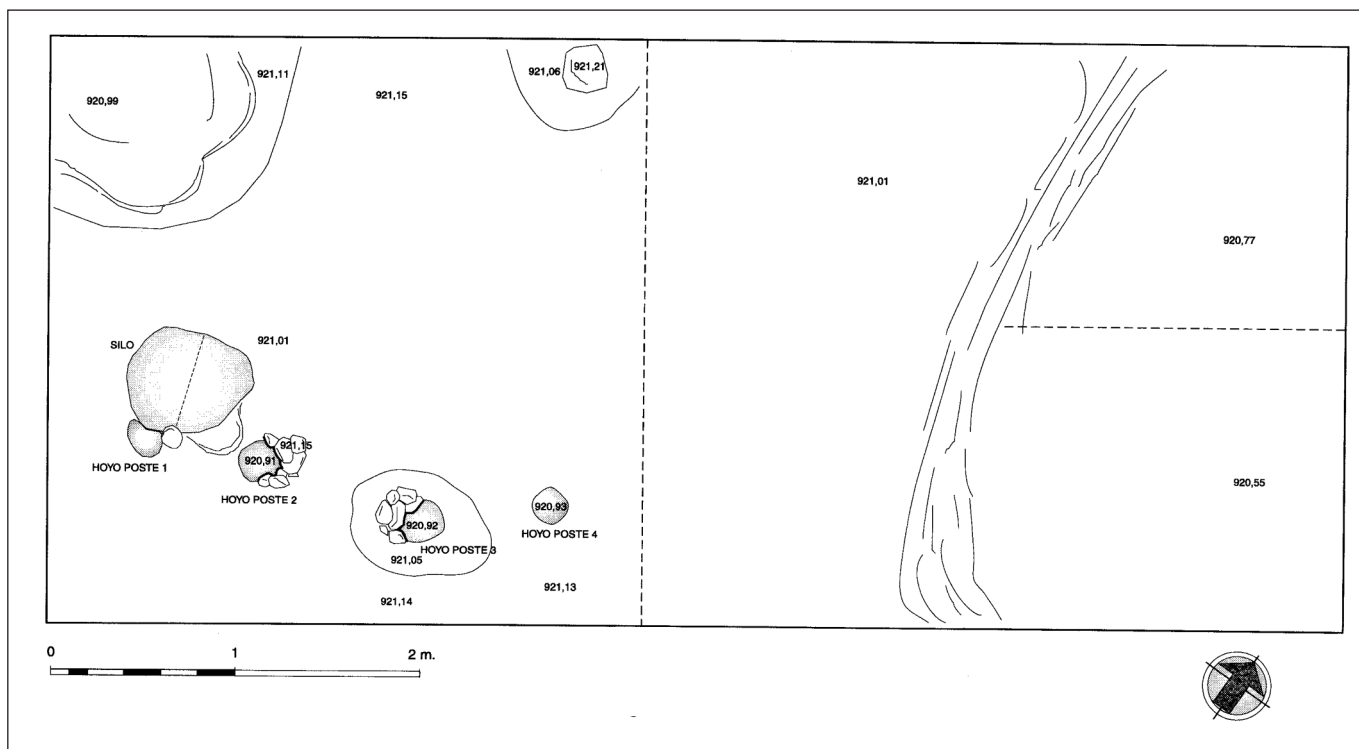 921,11
920,99
921,15
921,06
921,21
921,01
920,77
SILO
921,01
HOYO POSTE 1
920,91
921,15
HOYO POSTE 2
920,92
HOYO POSTE 3
921,05
920,93
HOYO POSTE 4
921,14
921,13
920,55
0 1 2 m.